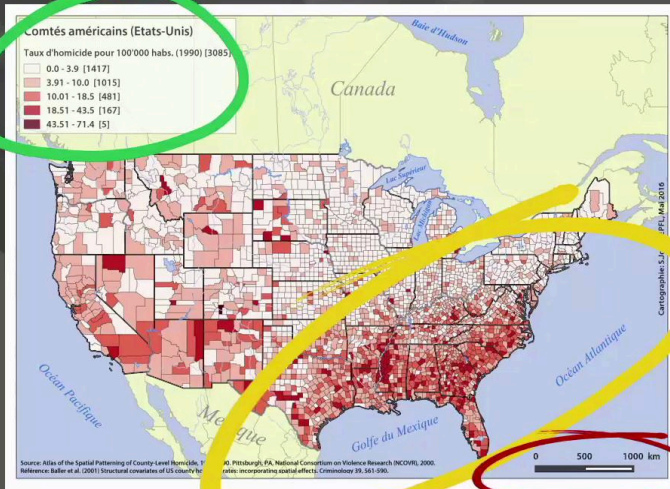 Comtés américains (Etats-Unis)
Taux d'homicide pour 100'000 habs. (1990) [3085]
0.0 - 3.9 [1417]
3.91 - 10.0 [1015]
10.01 - 18.5 [481]
18.51 - 43.5 [167]
43.51 - 71.4 [5]
Baie d'Hudson
Canada
Lac Supérieur
Lac Michigan
Océan Pacifique
Mexique
Golfe du Mexique
Océan Atlantique
Cartographie: S.Jo EPFL, Mai 2016
0 500 1000 km
Source: Atlas of the Spatial Patterning of County-Level Homicide, Pittsburgh, PA, National Consortium on Violence Research (NCOVR), 2000.
Référence: Baller et al. (2001) Structural covariates of US county rates: incorporating spatial effects. Criminology 39, 561-590.